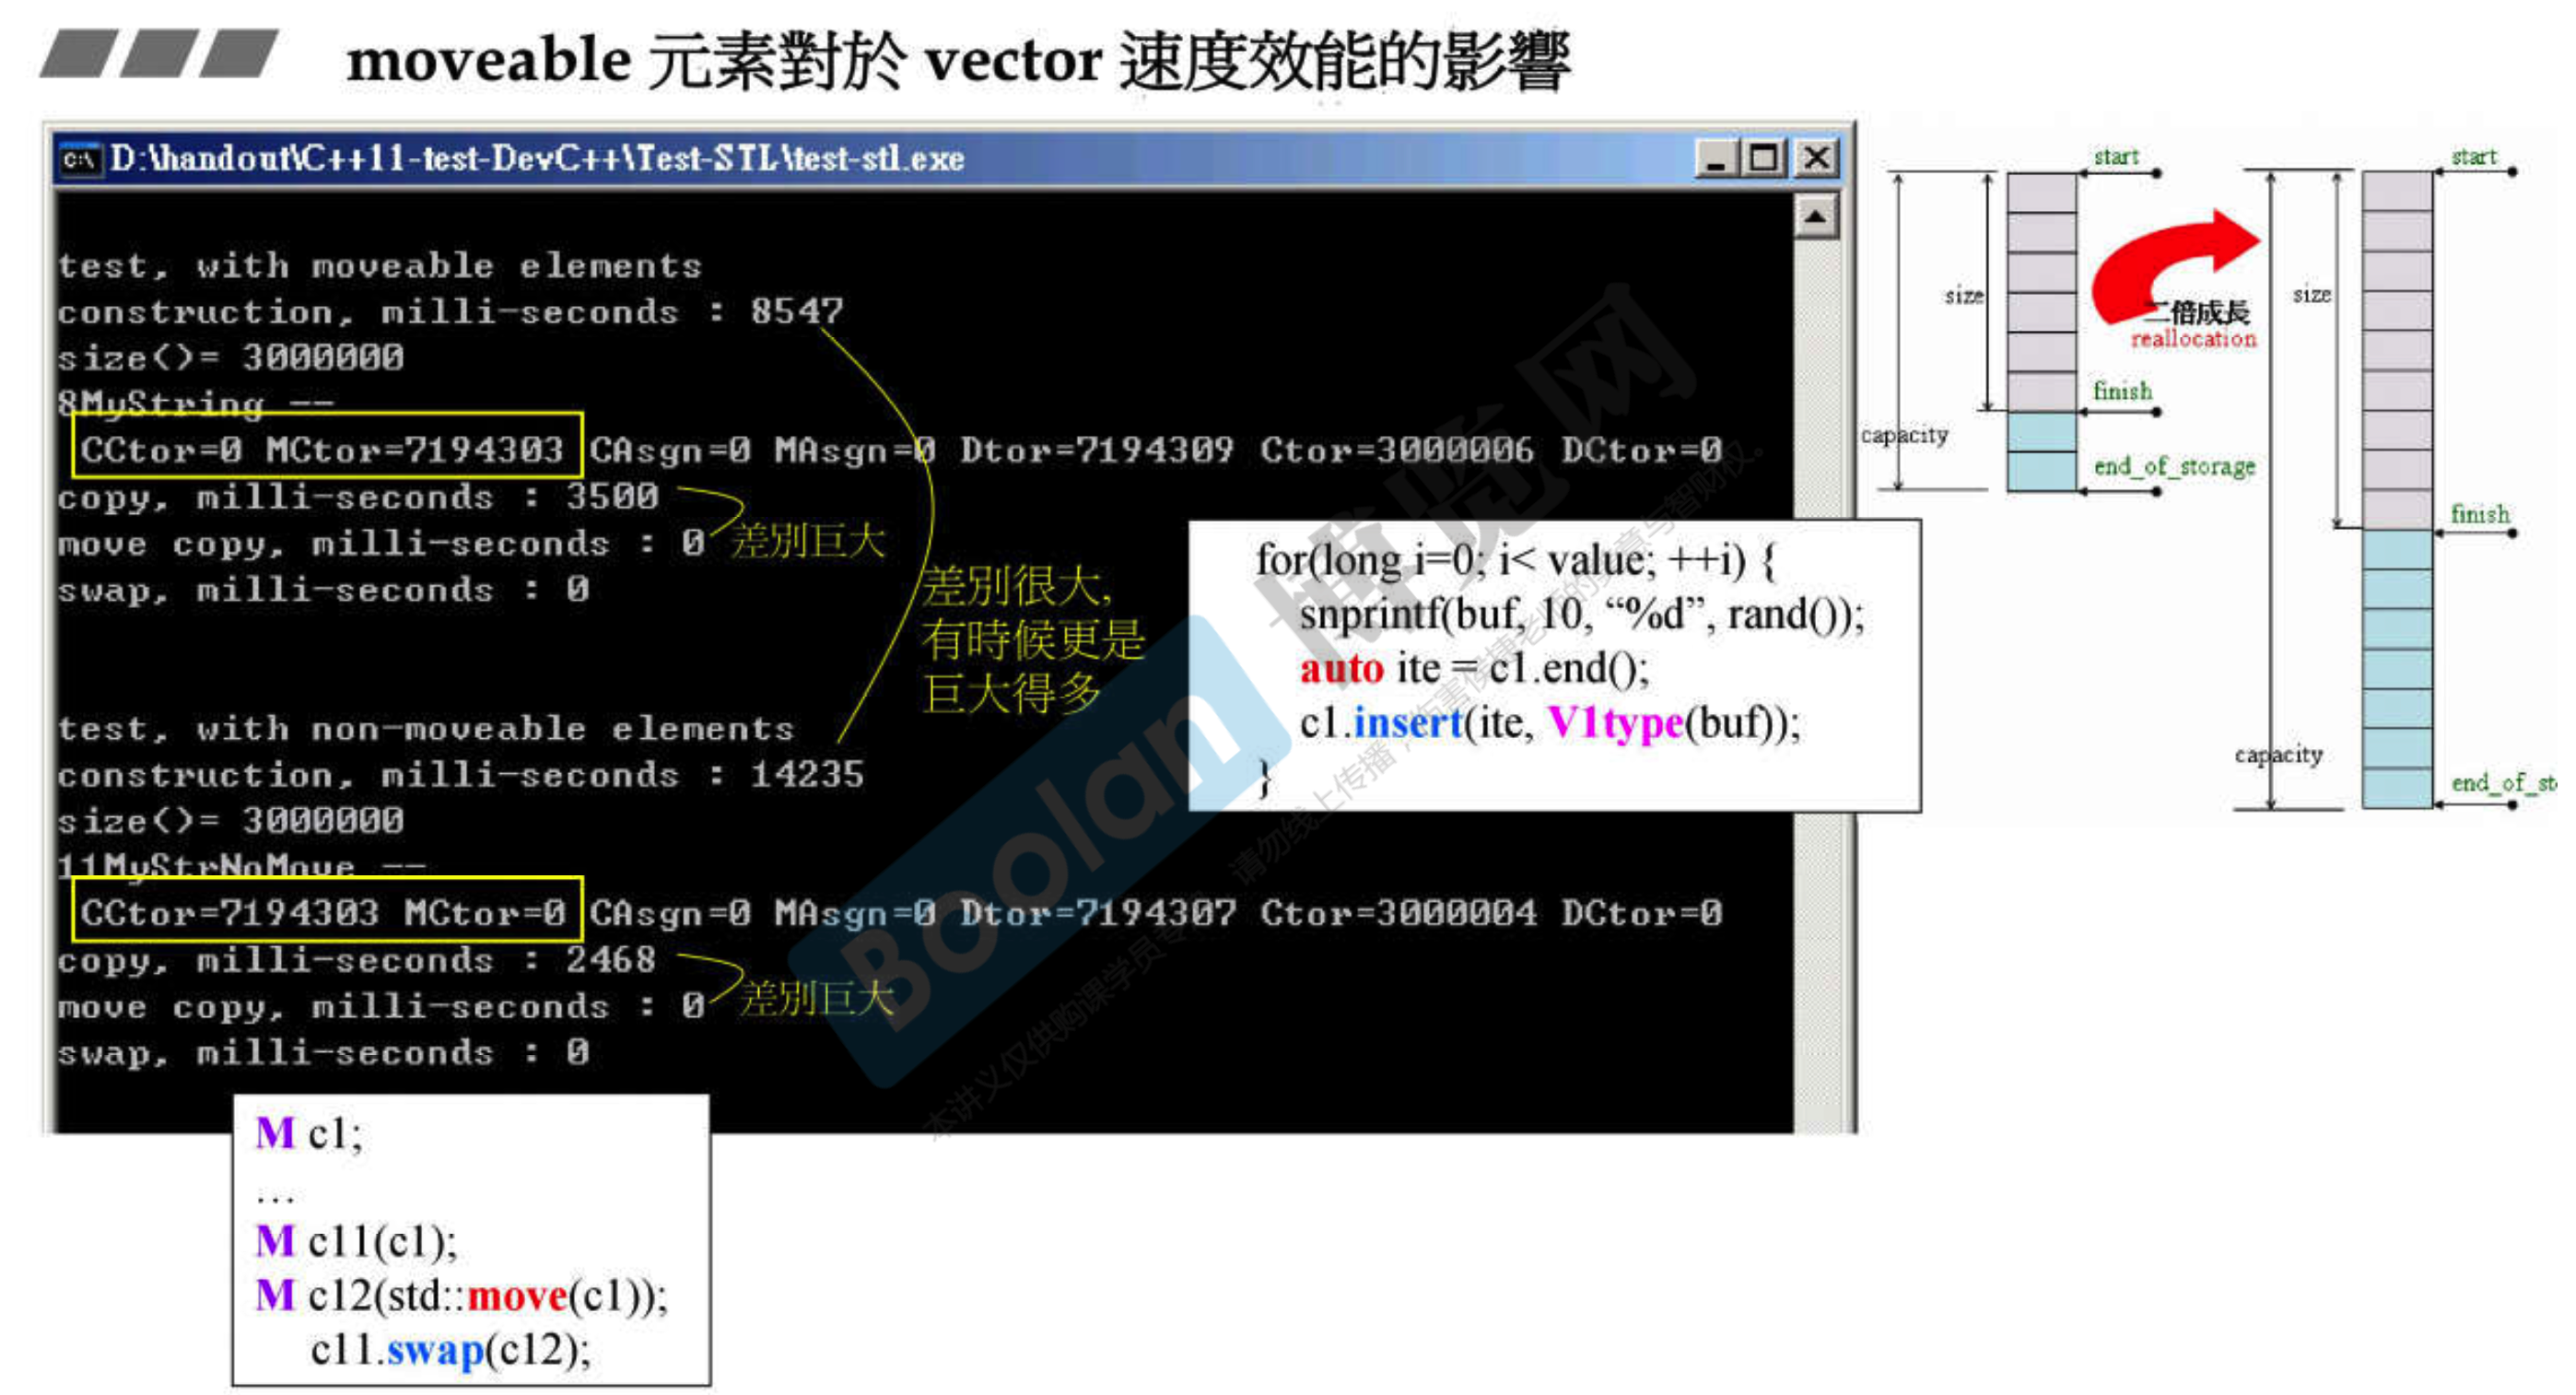 moveable 元素對於 vector 速度效能的影響
D:\handout\C++11-test-DevC++\Test-STL\test-stl.exe
test, with moveable elements
construction, milli-seconds : 8547
size()= 3000000
8MyString --
CCtor=0 MCtor=7194303 CAsgn=0 MAsgn=0 Dtor=7194309 Ctor=3000006 DCtor=0
copy, milli-seconds : 3500
move copy, milli-seconds : 0
差別巨大
swap, milli-seconds : 0
差別很大,
有時候更是
巨大得多
test, with non-moveable elements
construction, milli-seconds : 14235
size()= 3000000
11MyStrNoMove --
CCtor=7194303 MCtor=0 CAsgn=0 MAsgn=0 Dtor=7194307 Ctor=3000004 DCtor=0
copy, milli-seconds : 2468
move copy, milli-seconds : 0
差別巨大
swap, milli-seconds : 0
for(long i=0; i< value; ++i) {
snprintf(buf, 10, “%d”, rand());
auto ite = c1.end();
c1.insert(ite, V1type(buf));
}
M c1;
…
M c11(c1);
M c12(std::move(c1));
c11.swap(c12);
start
size
finish
capacity
end_of_storage
二倍成長
reallocation
start
size
finish
capacity
end_of_st
Boolan 博览网